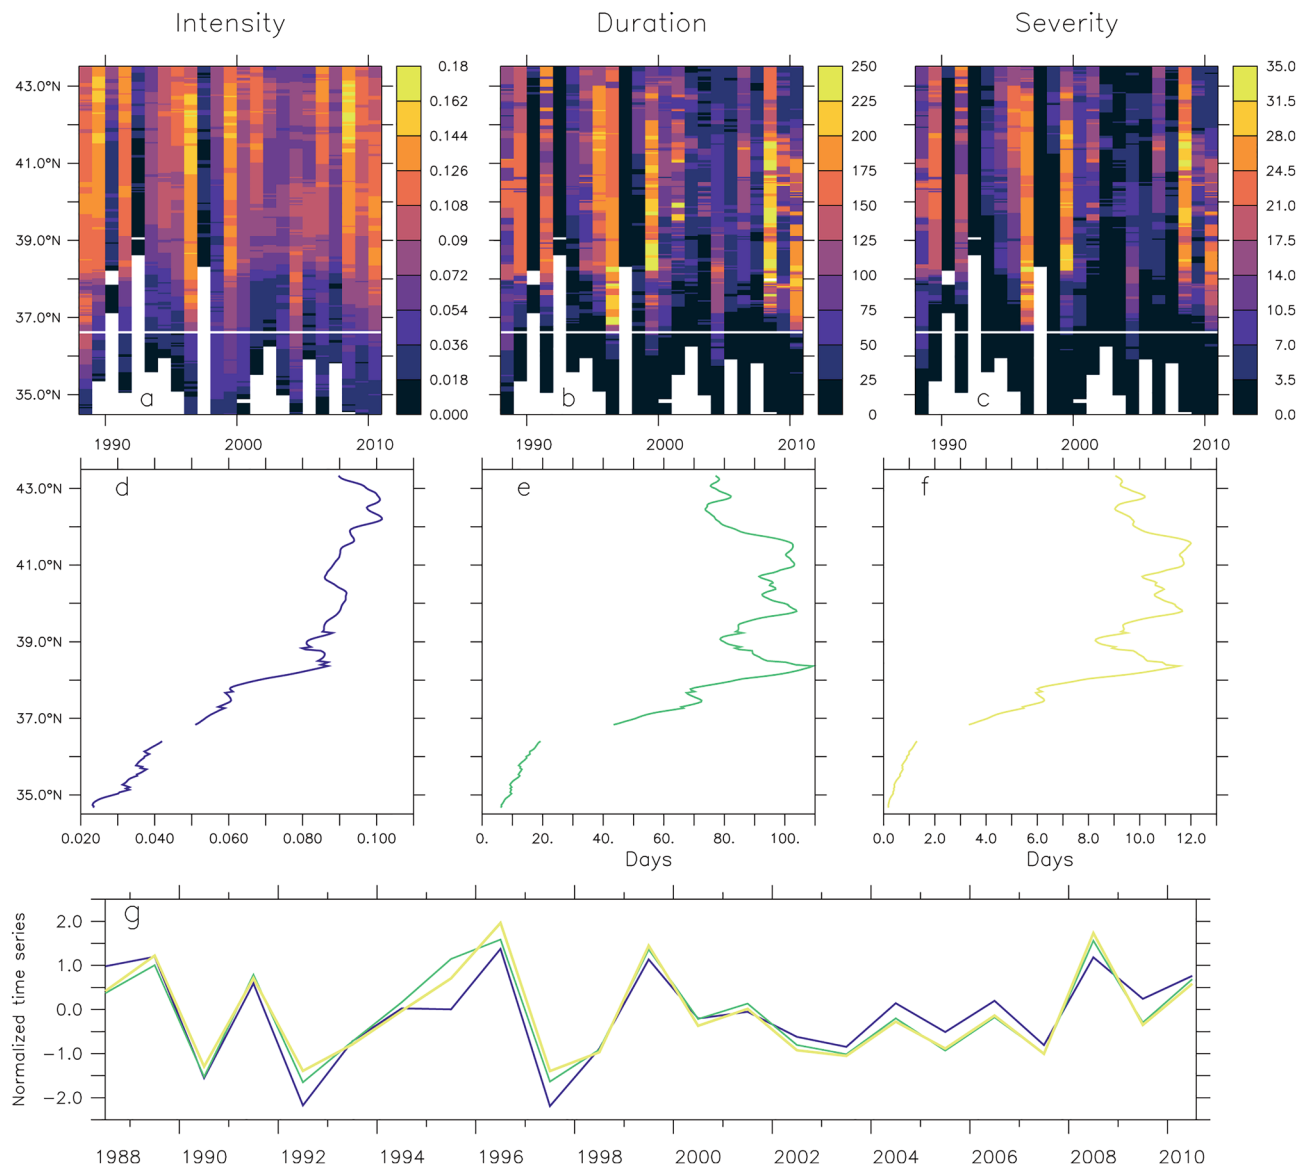 Intensity Duration Severity
43.0°N 0.18 250 35.0
0.162 225 31.5
0.144 200 28.0
41.0°N 0.126 175 24.5
0.108 150 21.0
39.0°N 0.09 125 17.5
0.072 100 14.0
37.0°N 0.054 75 10.5
0.036 50 7.0
0.018 25 3.5
35.0°N a b c
0.000 0 0.0
1990 2000 2010 1990 2000 2010 1990 2000 2010
43.0°N d e f
41.0°N
39.0°N
37.0°N
35.0°N
0.020 0.040 0.060 0.080 0.100 0. 20. 40. 60. 80. 100. 0.0 2.0 4.0 6.0 8.0 10.0 12.0
Days Days
Normalized time series
g
2.0
1.0
0.0
−1.0
−2.0
1988 1990 1992 1994 1996 1998 2000 2002 2004 2006 2008 2010